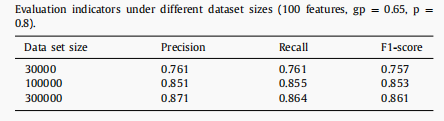 Evaluation indicators under different dataset sizes (100 features, gp = 0.65, p =
0.8).
Data set size Precision Recall F1-score
30000 0.761 0.761 0.757
100000 0.851 0.855 0.853
300000 0.871 0.864 0.861